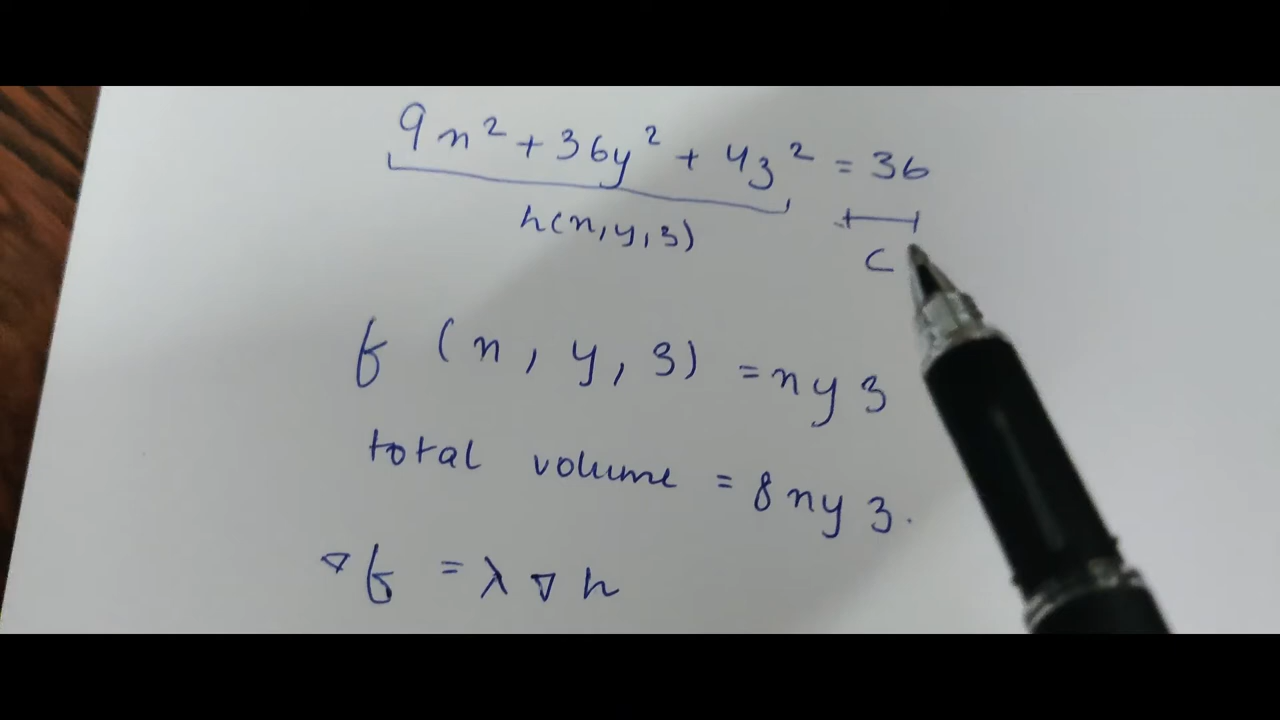 9x² + 36y² + 4z² = 36
h(x, y, z)
C
f (x, y, z) = xyz
total volume = 8xyz.
∇f = λ∇h